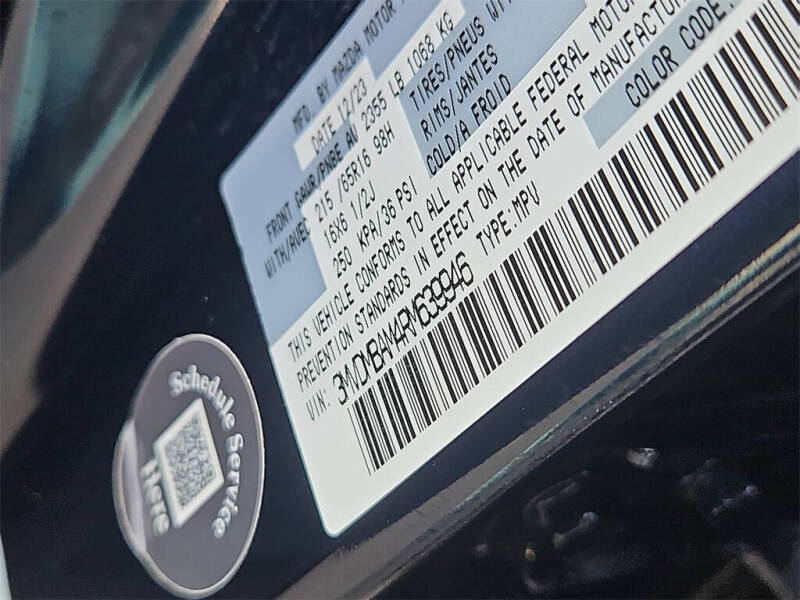 MFD. BY MAZDA MOTOR
DATE 12/23
FRONT GAWR/PNBE AV 2355 LB 1068 KG
WITH/AVEC 215 /65R16 98H TIRES/PNEUS
16X6 1/2J RIMS/JANTES
250 KPA/36 PSI COLD/A FROID
THIS VEHICLE CONFORMS TO ALL APPLICABLE FEDERAL MOTOR
PREVENTION STANDARDS IN EFFECT ON THE DATE OF MANUFACTUR
VIN: TYPE:MPV COLOR CODE:
Schedule Service
Here